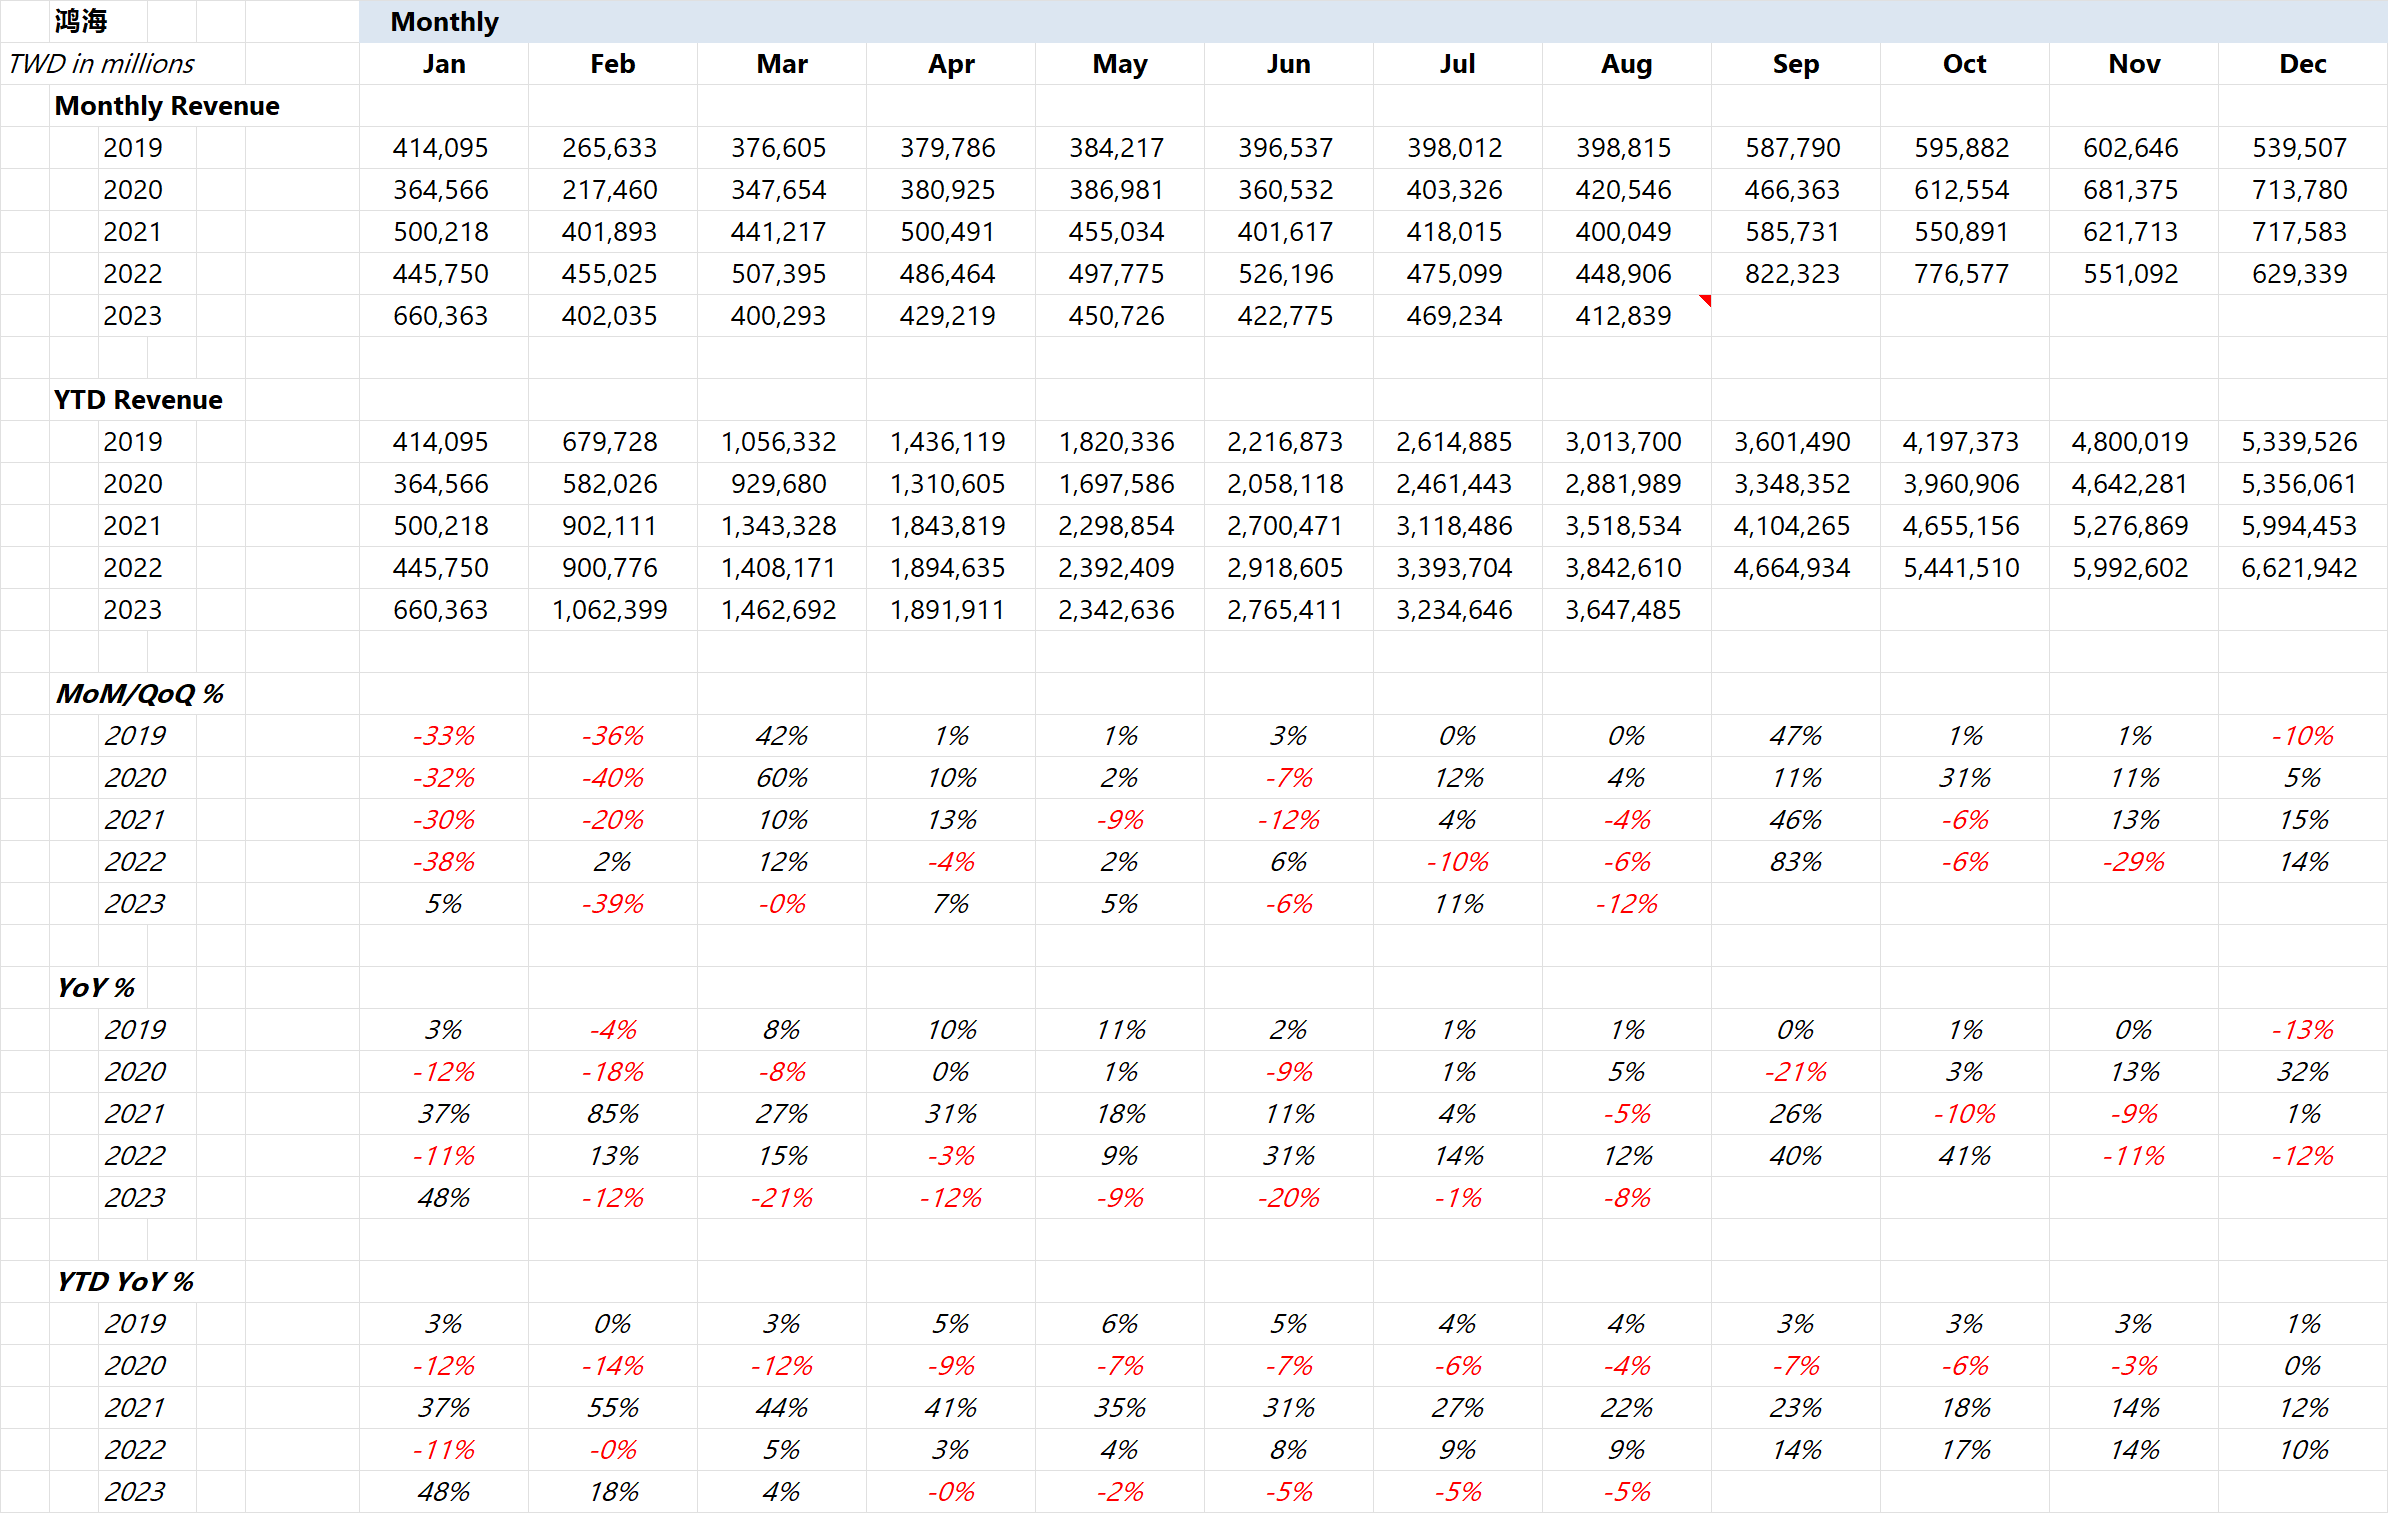 鸿海 Monthly
TWD in millions Jan Feb Mar Apr May Jun Jul Aug Sep Oct Nov Dec
Monthly Revenue
2019 414,095 265,633 376,605 379,786 384,217 396,537 398,012 398,815 587,790 595,882 602,646 539,507
2020 364,566 217,460 347,654 380,925 386,981 360,532 403,326 420,546 466,363 612,554 681,375 713,780
2021 500,218 401,893 441,217 500,491 455,034 401,617 418,015 400,049 585,731 550,891 621,713 717,583
2022 445,750 455,025 507,395 486,464 497,775 526,196 475,099 448,906 822,323 776,577 551,092 629,339
2023 660,363 402,035 400,293 429,219 450,726 422,775 469,234 412,839
YTD Revenue
2019 414,095 679,728 1,056,332 1,436,119 1,820,336 2,216,873 2,614,885 3,013,700 3,601,490 4,197,373 4,800,019 5,339,526
2020 364,566 582,026 929,680 1,310,605 1,697,586 2,058,118 2,461,443 2,881,989 3,348,352 3,960,906 4,642,281 5,356,061
2021 500,218 902,111 1,343,328 1,843,819 2,298,854 2,700,471 3,118,486 3,518,534 4,104,265 4,655,156 5,276,869 5,994,453
2022 445,750 900,776 1,408,171 1,894,635 2,392,409 2,918,605 3,393,704 3,842,610 4,664,934 5,441,510 5,992,602 6,621,942
2023 660,363 1,062,399 1,462,692 1,891,911 2,342,636 2,765,411 3,234,646 3,647,485
MoM/QoQ %
2019 -33% -36% 42% 1% 1% 3% 0% 0% 47% 1% 1% -10%
2020 -32% -40% 60% 10% 2% -7% 12% 4% 11% 31% 11% 5%
2021 -30% -20% 10% 13% -9% -12% 4% -4% 46% -6% 13% 15%
2022 -38% 2% 12% -4% 2% 6% -10% -6% 83% -6% -29% 14%
2023 5% -39% -0% 7% 5% -6% 11% -12%
YoY %
2019 3% -4% 8% 10% 11% 2% 1% 1% 0% 1% 0% -13%
2020 -12% -18% -8% 0% 1% -9% 1% 5% -21% 3% 13% 32%
2021 37% 85% 27% 31% 18% 11% 4% -5% 26% -10% -9% 1%
2022 -11% 13% 15% -3% 9% 31% 14% 12% 40% 41% -11% -12%
2023 48% -12% -21% -12% -9% -20% -1% -8%
YTD YoY %
2019 3% 0% 3% 5% 6% 5% 4% 4% 3% 3% 3% 1%
2020 -12% -14% -12% -9% -7% -7% -6% -4% -7% -6% -3% 0%
2021 37% 55% 44% 41% 35% 31% 27% 22% 23% 18% 14% 12%
2022 -11% -0% 5% 3% 4% 8% 9% 9% 14% 17% 14% 10%
2023 48% 18% 4% -0% -2% -5% -5% -5%